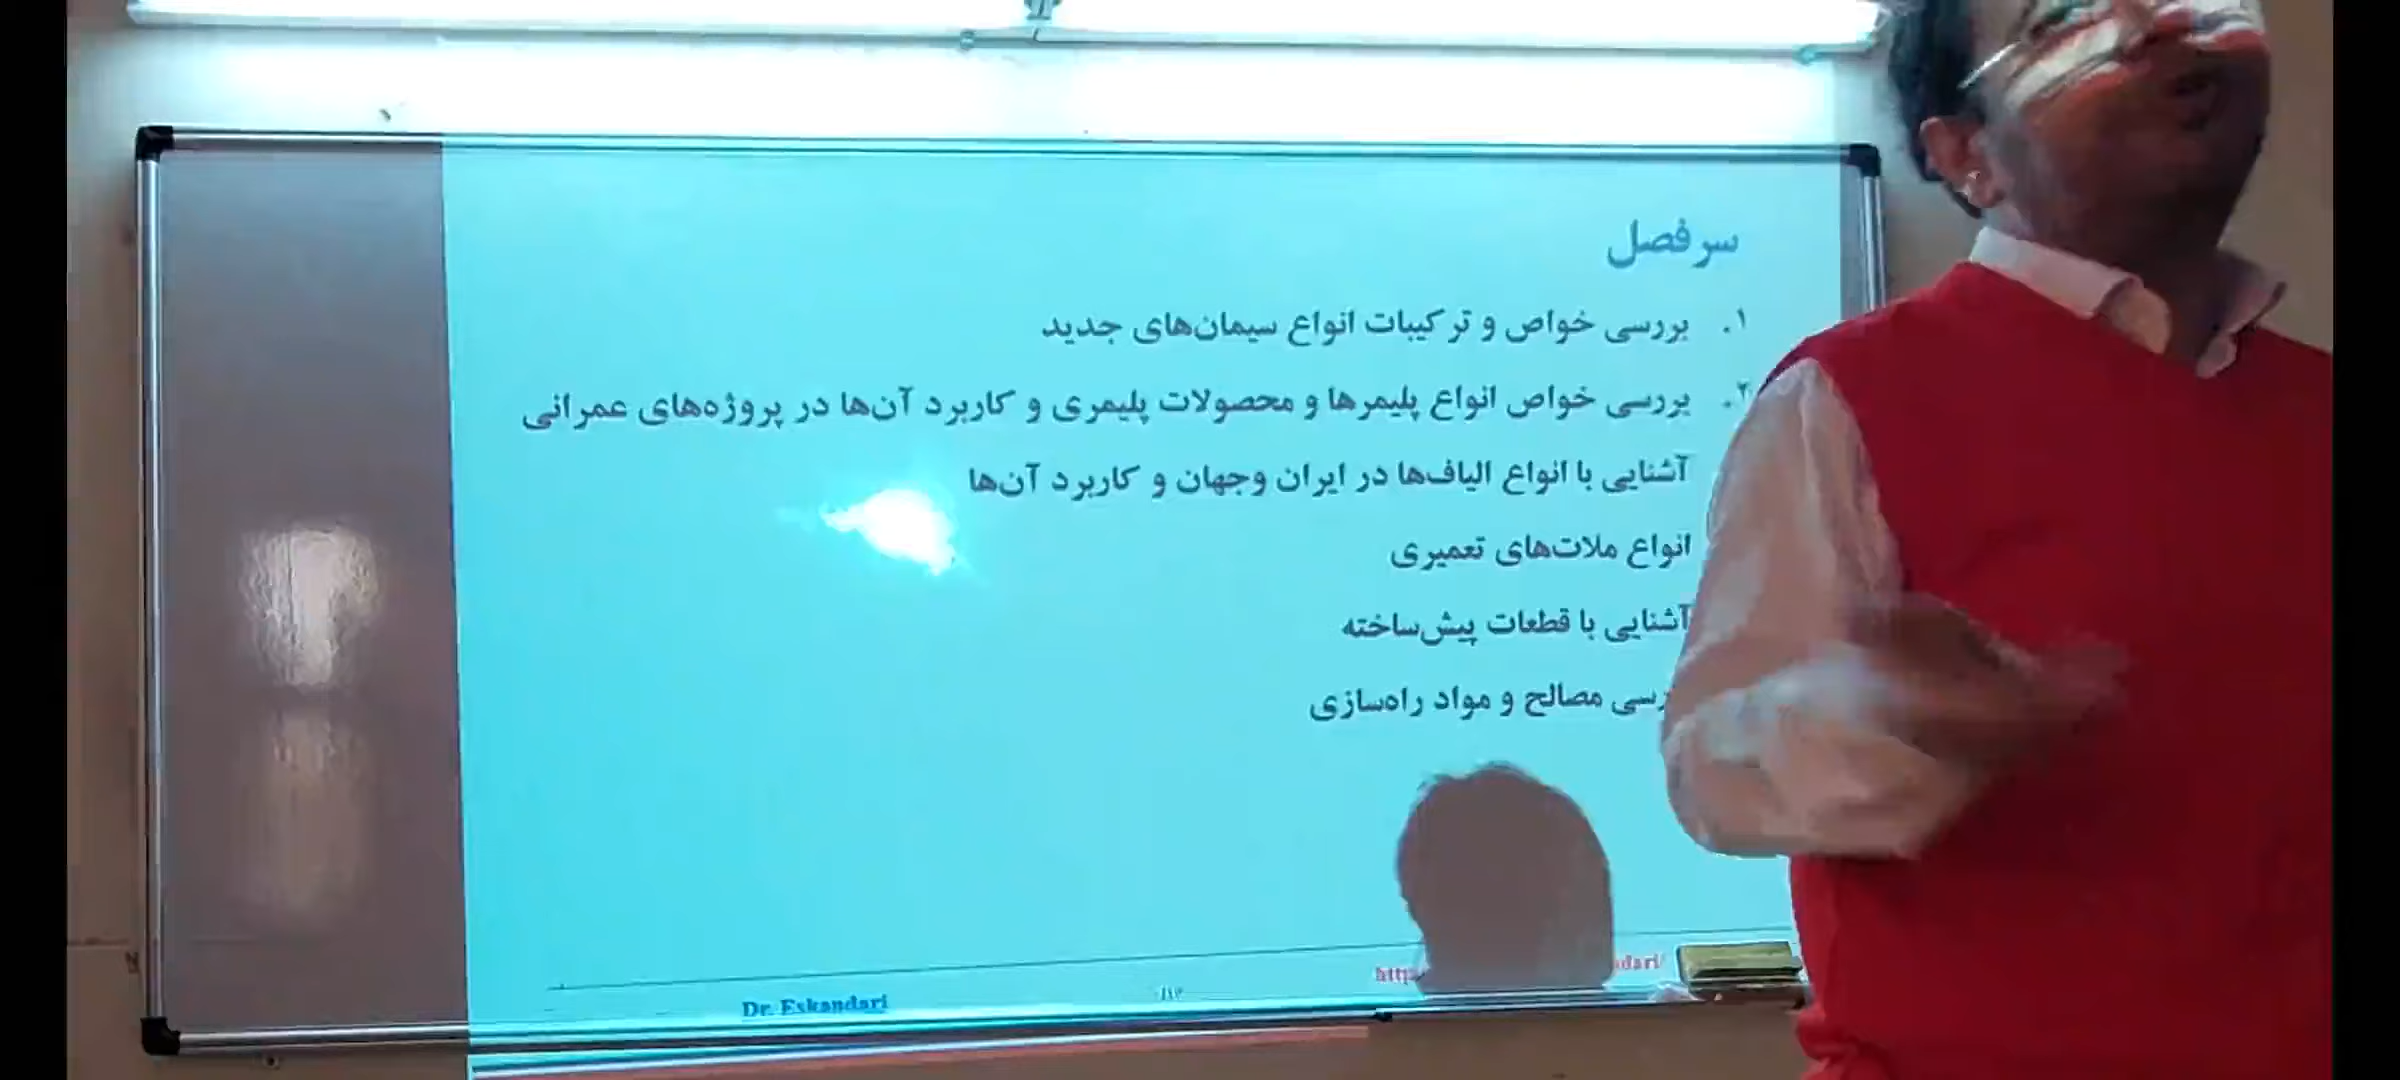 سرفصل
۱. بررسی خواص و ترکیبات انواع سیمان‌های جدید
۲. بررسی خواص انواع پلیمرها و محصولات پلیمری و کاربرد آن‌ها در پروژه‌های عمرانی
آشنایی با انواع الیاف‌ها در ایران وجهان و کاربرد آن‌ها
انواع ملات‌های تعمیری
آشنایی با قطعات پیش‌ساخته
مصالح و مواد راه‌سازی
Dr. Eskandari